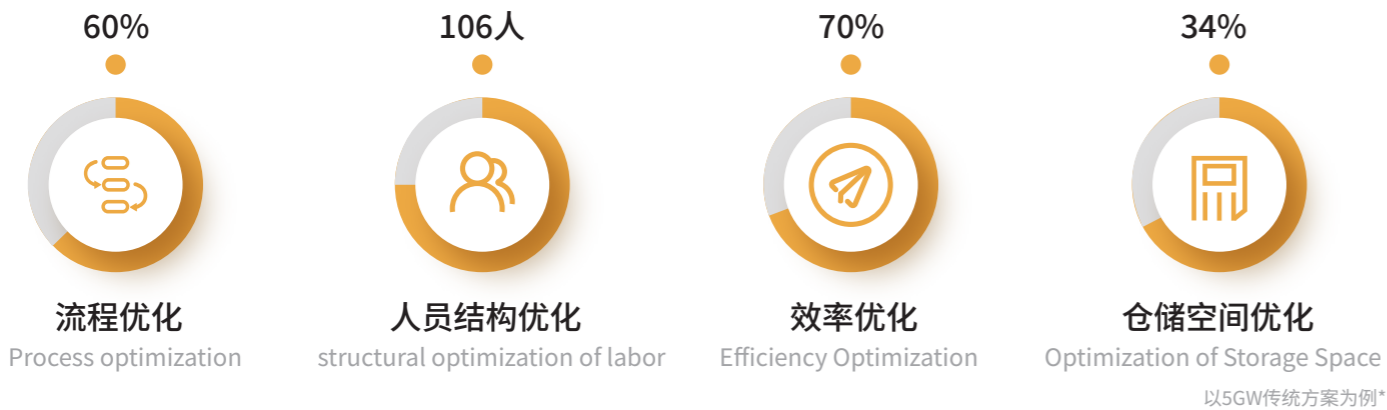 60%
106人
70%
34%
流程优化
人员结构优化
效率优化
仓储空间优化
Process optimization
structural optimization of labor
Efficiency Optimization
Optimization of Storage Space
以5GW传统方案为例*